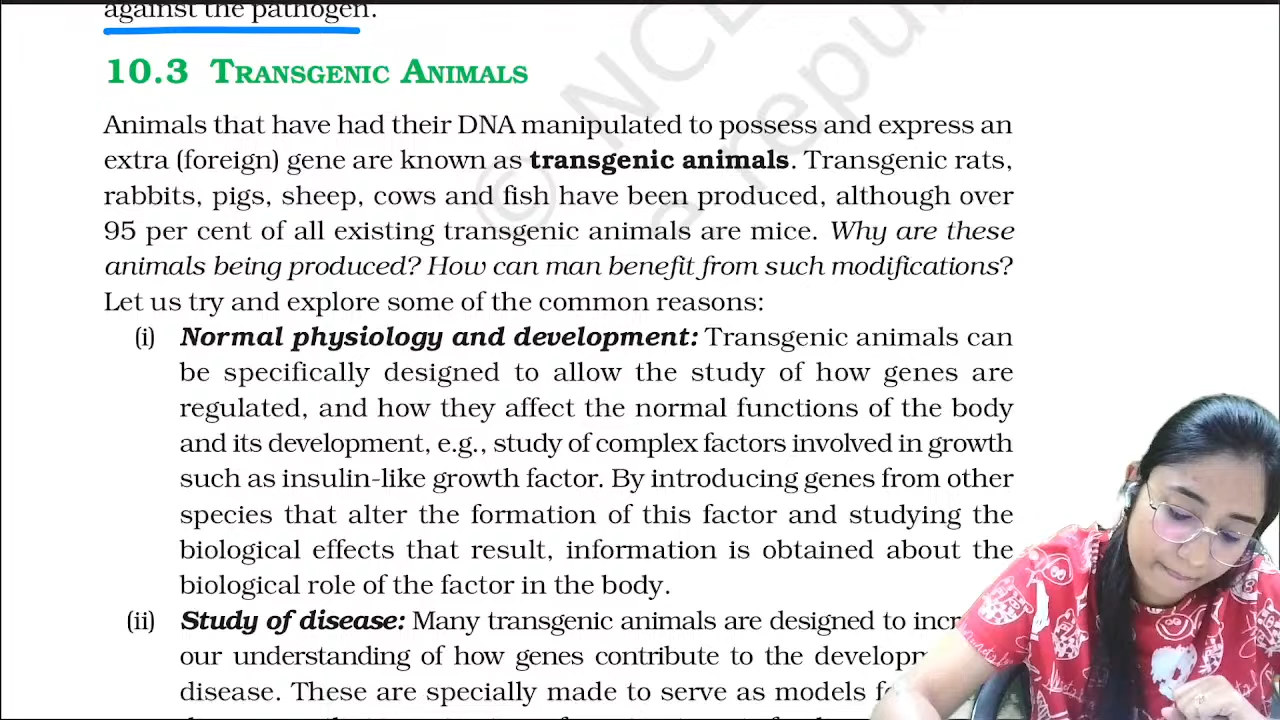 against the pathogen.
10.3 TRANSGENIC ANIMALS
Animals that have had their DNA manipulated to possess and express an
extra (foreign) gene are known as transgenic animals. Transgenic rats,
rabbits, pigs, sheep, cows and fish have been produced, although over
95 per cent of all existing transgenic animals are mice. Why are these
animals being produced? How can man benefit from such modifications?
Let us try and explore some of the common reasons:
(i) Normal physiology and development: Transgenic animals can
be specifically designed to allow the study of how genes are
regulated, and how they affect the normal functions of the body
and its development, e.g., study of complex factors involved in growth
such as insulin-like growth factor. By introducing genes from other
species that alter the formation of this factor and studying the
biological effects that result, information is obtained about the
biological role of the factor in the body.
(ii) Study of disease: Many transgenic animals are designed to
our understanding of how genes contribute to the
disease. These are specially made to serve as models
© NC
a repu